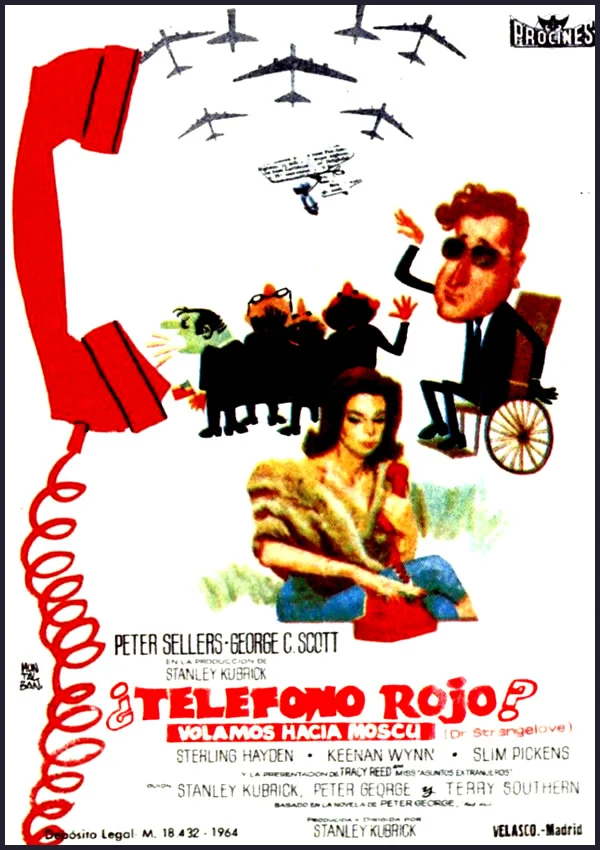 PROCINES
PETER SELLERS-GEORGE C. SCOTT
EN LA PRODUCCION DE
STANLEY KUBRICK
¿TELEFONO ROJO?
VOLAMOS HACIA MOSCU (Dr Strangelove)
STERLING HAYDEN • KEENAN WYNN • SLIM PICKENS
Y LA PRESENTACION DE TRACY REED MISS "ASUNTOS EXTRANJEROS"
GUION STANLEY KUBRICK, PETER GEORGE y TERRY SOUTHERN
BASADO EN LA NOVELA DE PETER GEORGE,
PRODUCIDA y DIRIGIDA POR
STANLEY KUBRICK
MON
TAL
BAN.
Depósito Legal- M. 18.432 - 1964
VELASCO.-Madrid